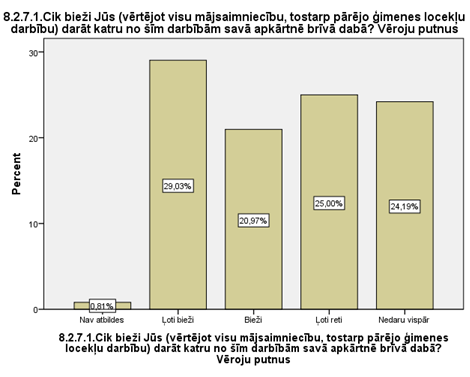 8.2.7.1.Cik bieži Jūs (vērtējot visu mājsaimniecību, tostarp pārējo ģimenes locekļu
darbību) darāt katru no šīm darbībām savā apkārtnē brīvā dabā? Vēroju putnus
Percent
30
20
10
0
29,03%
20,97%
25,00%
24,19%
0,81%
Nav atbildes
Ļoti bieži
Bieži
Ļoti reti
Nedaru vispār
8.2.7.1.Cik bieži Jūs (vērtējot visu mājsaimniecību, tostarp pārējo ģimenes
locekļu darbību) darāt katru no šīm darbībām savā apkārtnē brīvā dabā?
Vēroju putnus